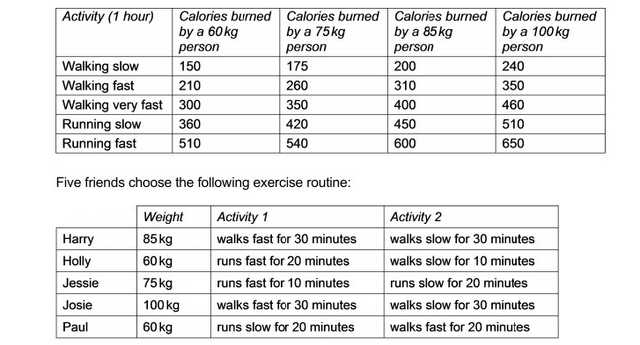 Activity (1 hour) Calories burned by a 60 kg person Calories burned by a 75 kg person Calories burned by a 85 kg person Calories burned by a 100 kg person
Walking slow 150 175 200 240
Walking fast 210 260 310 350
Walking very fast 300 350 400 460
Running slow 360 420 450 510
Running fast 510 540 600 650
Five friends choose the following exercise routine:
Weight Activity 1 Activity 2
Harry 85 kg walks fast for 30 minutes walks slow for 30 minutes
Holly 60 kg runs fast for 20 minutes walks slow for 10 minutes
Jessie 75 kg runs fast for 10 minutes runs slow for 20 minutes
Josie 100 kg walks fast for 30 minutes walks slow for 30 minutes
Paul 60 kg runs slow for 20 minutes walks fast for 20 minutes